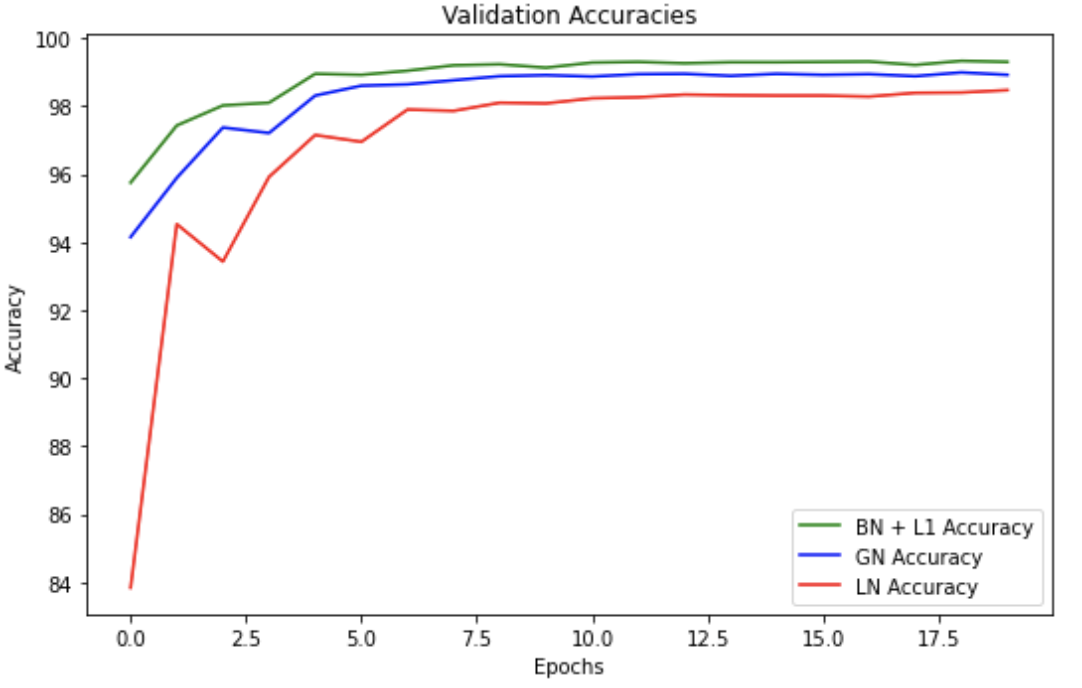 Validation Accuracies
100
98
96
94
92
90
88
86
84
Accuracy
0.0 2.5 5.0 7.5 10.0 12.5 15.0 17.5
Epochs
BN + L1 Accuracy
GN Accuracy
LN Accuracy